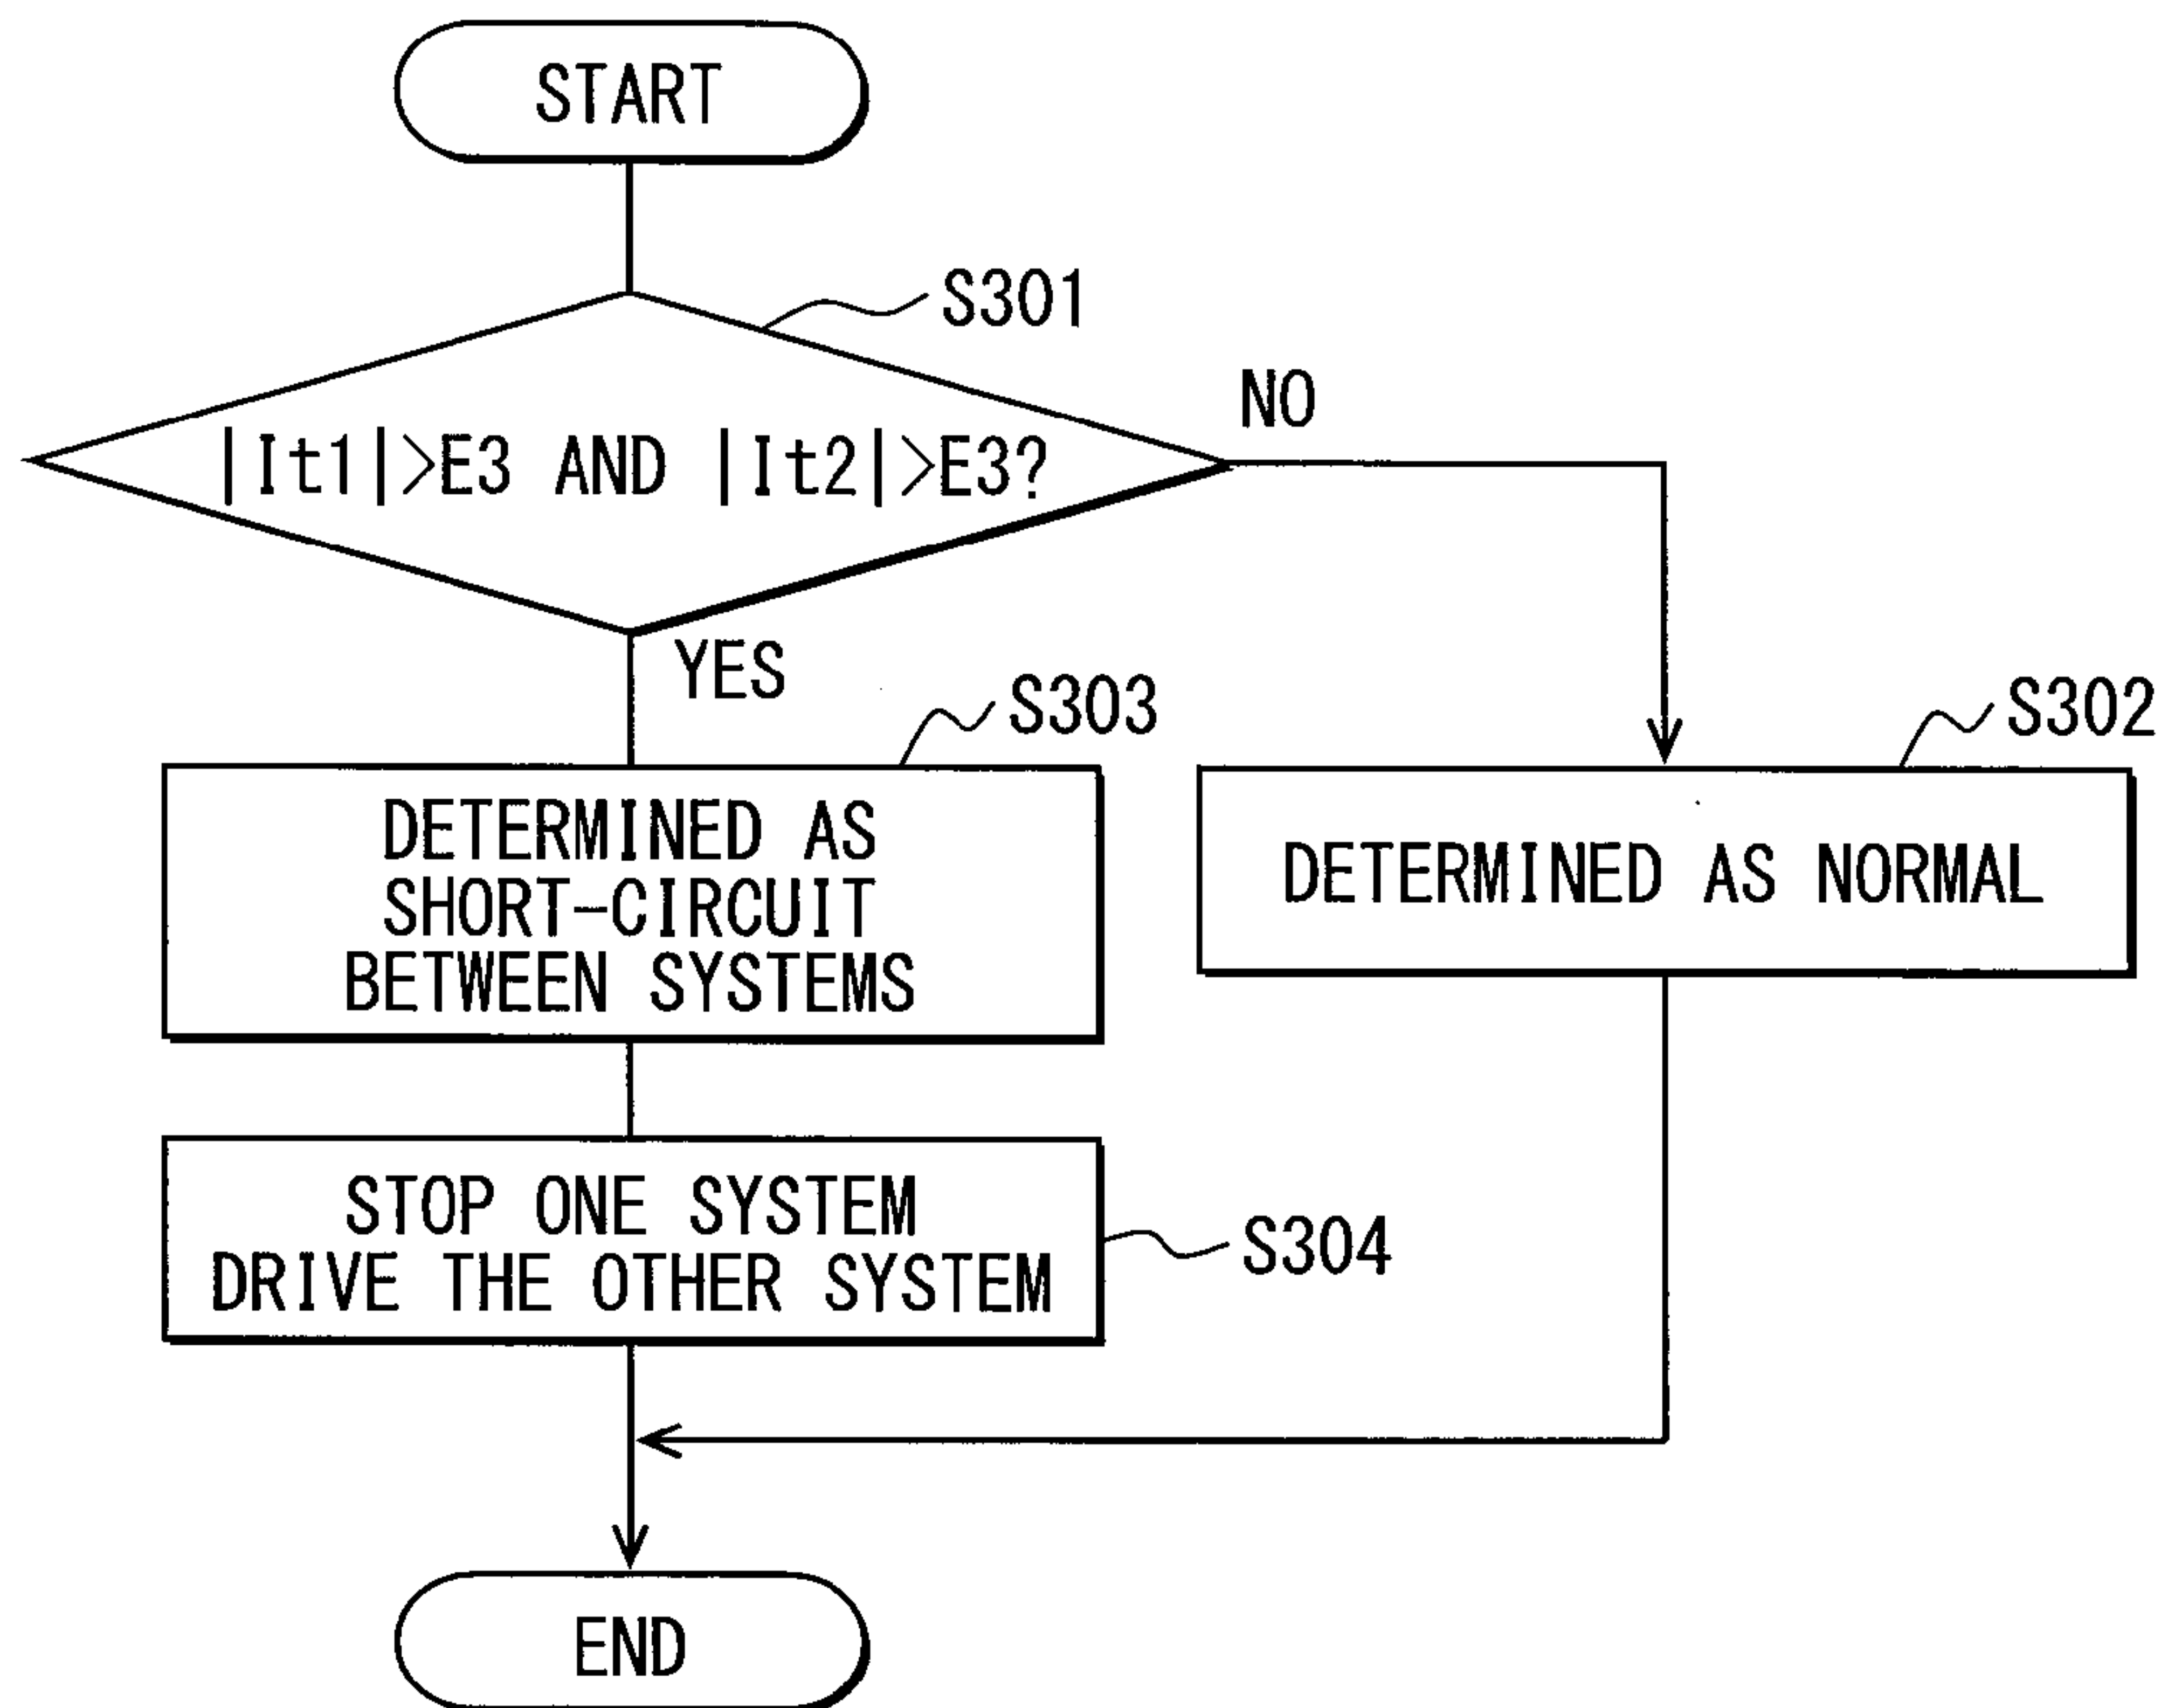 START
S301
|It1|>E3 AND |It2|>E3?
NO
YES
S303
DETERMINED AS
SHORT-CIRCUIT
BETWEEN SYSTEMS
S302
DETERMINED AS NORMAL
STOP ONE SYSTEM
DRIVE THE OTHER SYSTEM
S304
END